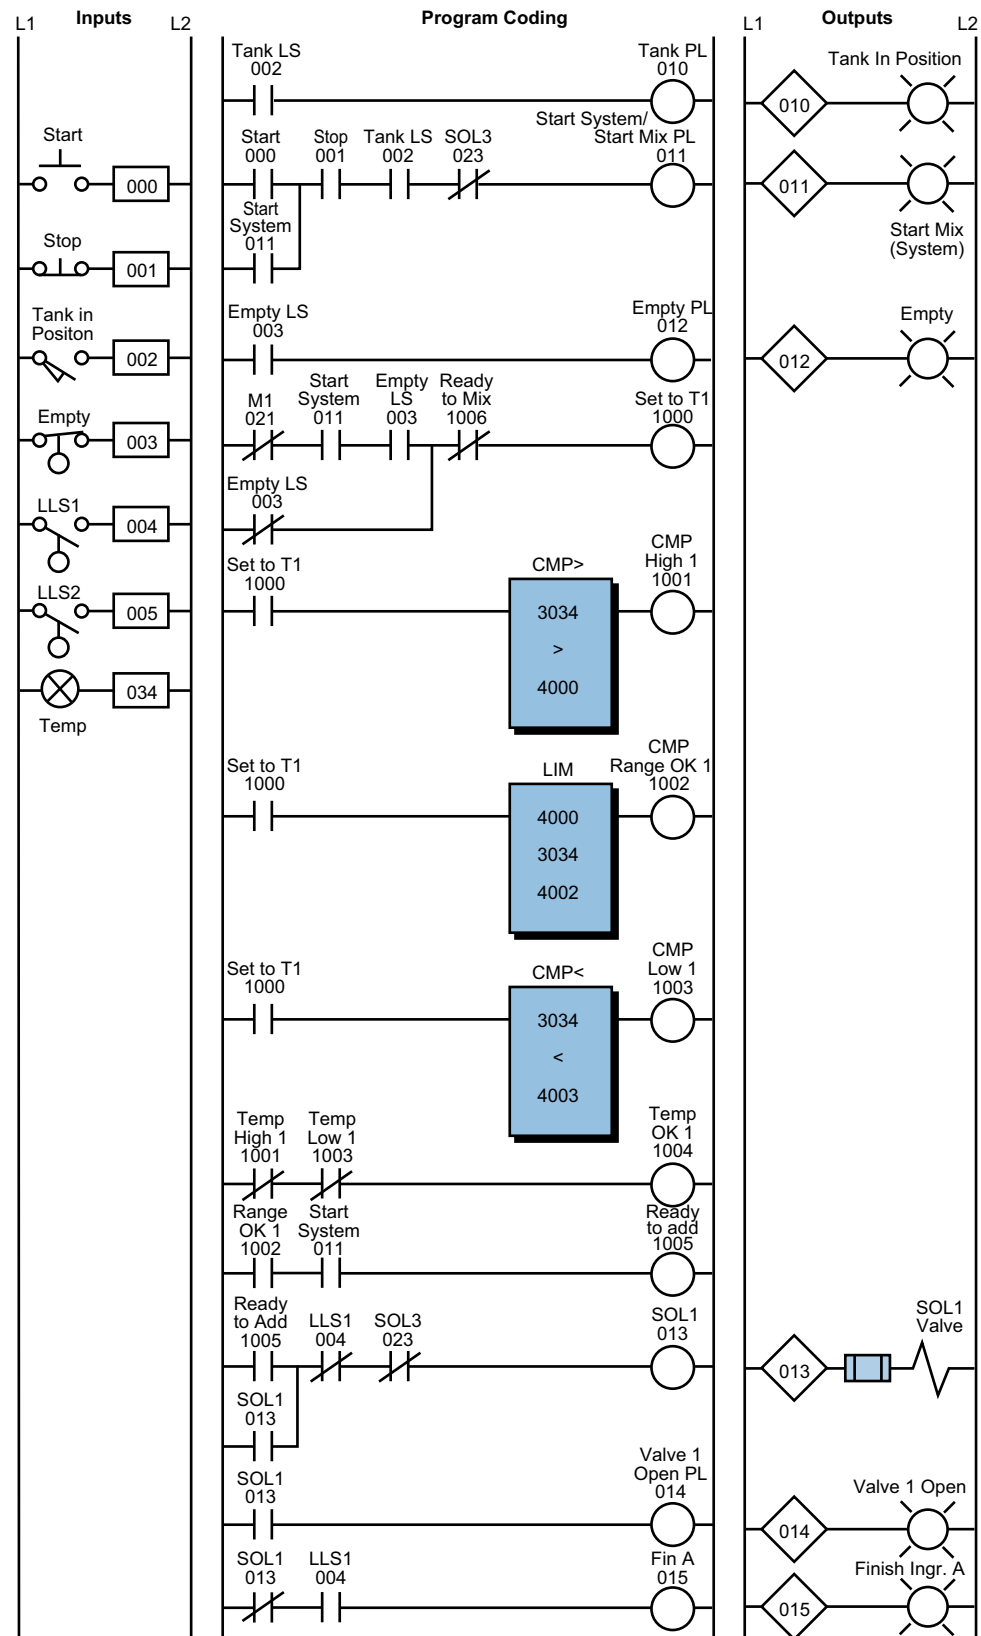 Inputs
Program Coding
Outputs
L1
L2
L1
L2
Tank LS
002
Tank PL
010
Tank In Position
010
Start System/
Start Mix PL
011
Start
000
Stop
001
Tank LS
002
SOL3
023
Start
System
011
Start
000
011
Start Mix
(System)
Stop
001
Tank in
Positon
002
Empty LS
003
Empty PL
012
Empty
012
Empty
003
M1
021
Start
System
011
Empty
LS
003
Ready
to Mix
1006
Set to T1
1000
Empty LS
003
LLS1
004
Set to T1
1000
CMP>
3034
>
4000
CMP
High 1
1001
LLS2
005
034
Temp
Set to T1
1000
LIM
4000
3034
4002
CMP
Range OK 1
1002
Set to T1
1000
CMP<
3034
<
4003
CMP
Low 1
1003
Temp
High 1
1001
Temp
Low 1
1003
Temp
OK 1
1004
Range
OK 1
1002
Start
System
011
Ready
to add
1005
Ready
to Add
1005
LLS1
004
SOL3
023
SOL1
013
SOL1
013
013
SOL1
Valve
SOL1
013
Valve 1
Open PL
014
Valve 1 Open
014
SOL1
013
LLS1
004
Fin A
015
Finish Ingr. A
015